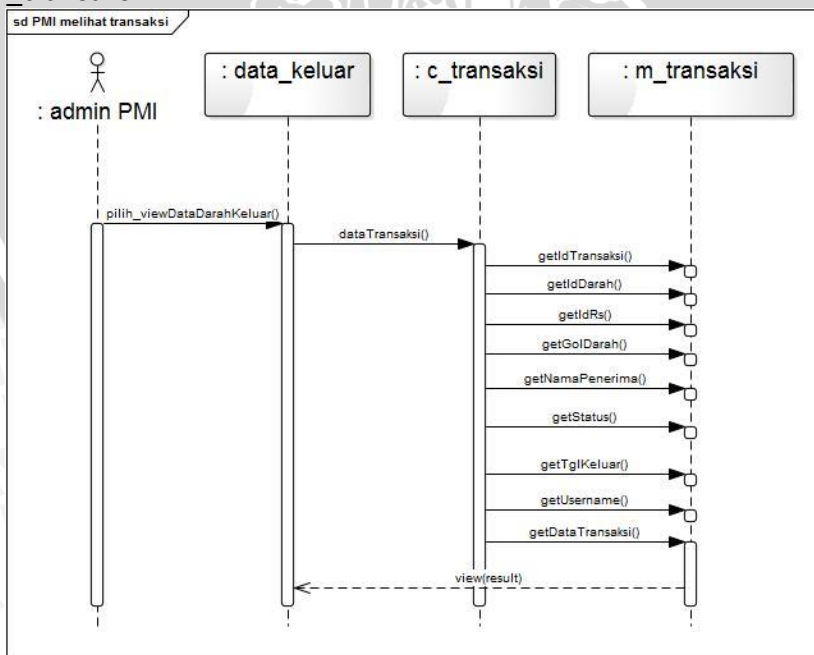 sd PMI melihat transaksi
: admin PMI
: data_keluar
: c_transaksi
: m_transaksi
pilih_viewDataDarahKeluar()
dataTransaksi()
getIdTransaksi()
getIdDarah()
getIdRs()
getGolDarah()
getNamaPenerima()
getStatus()
getTglKeluar()
getUsername()
getDataTransaksi()
view(result)